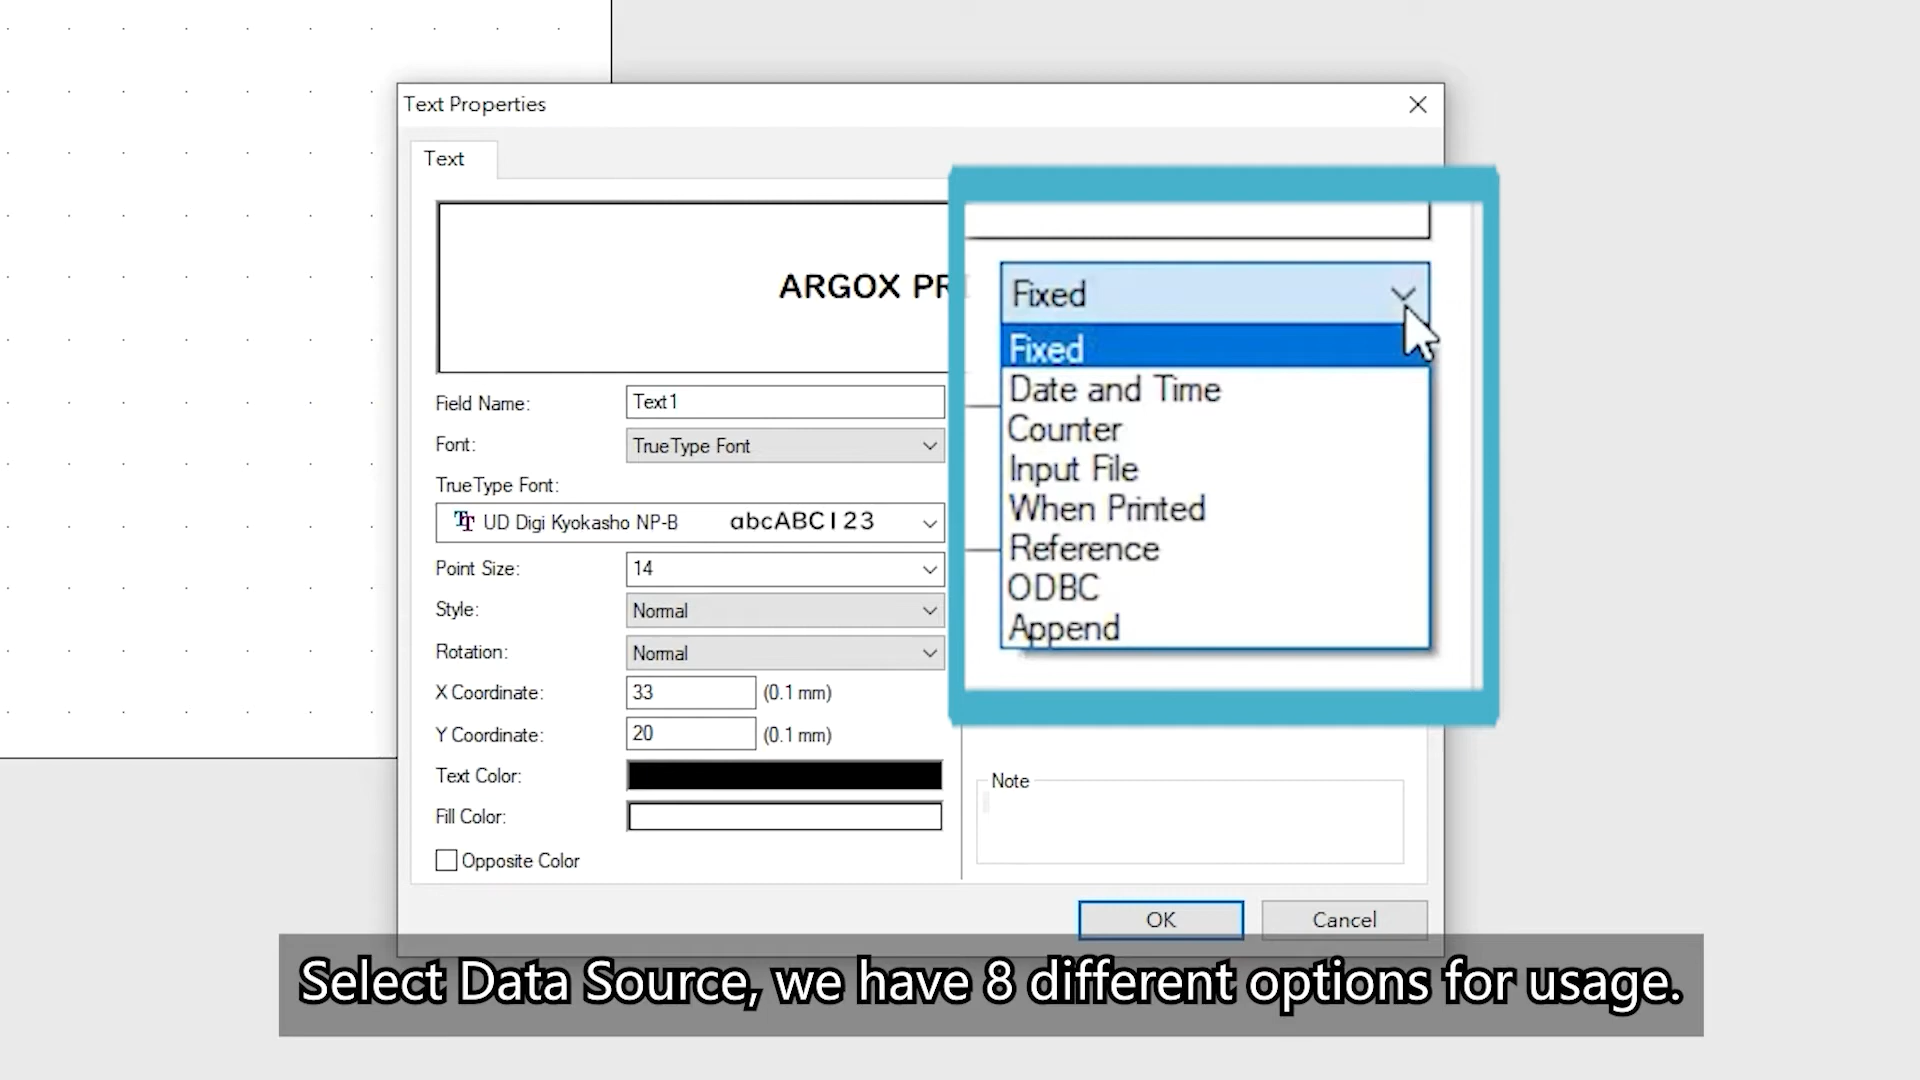 Text Properties
Text
ARGOX PR
Fixed
Fixed
Date and Time
Counter
Input File
When Printed
Reference
ODBC
Append
Field Name: Text1
Font: TrueType Font
TrueType Font:
UD Digi Kyokasho NP-B abcABC123
Point Size: 14
Style: Normal
Rotation: Normal
X Coordinate: 33 (0.1 mm)
Y Coordinate: 20 (0.1 mm)
Text Color:
Fill Color:
Opposite Color
Note
OK Cancel
Select Data Source, we have 8 different options for usage.